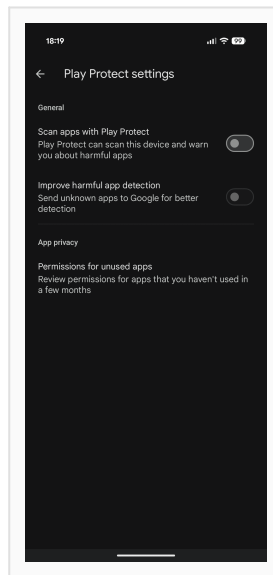 18:19
99
Play Protect settings
General
Scan apps with Play Protect
Play Protect can scan this device and warn
you about harmful apps
Improve harmful app detection
Send unknown apps to Google for better
detection
App privacy
Permissions for unused apps
Review permissions for apps that you haven't used in
a few months